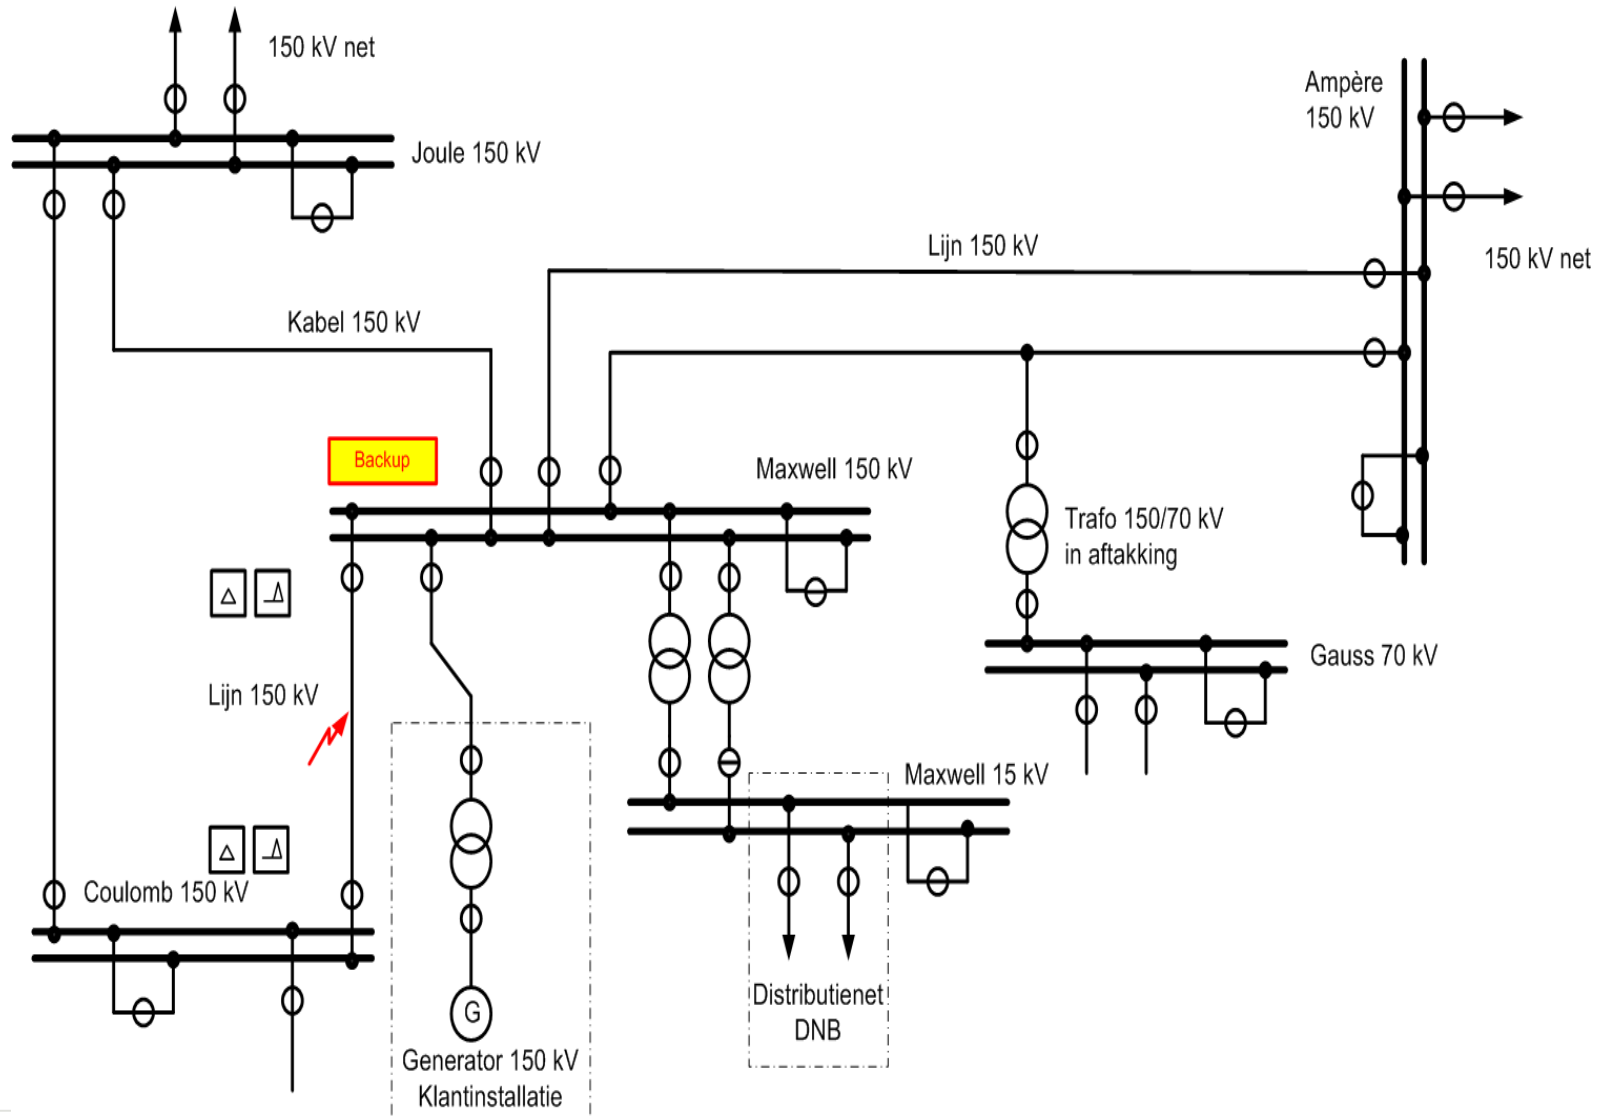 150 kV net
Ampère
150 kV
Joule 150 kV
Lijn 150 kV
150 kV net
Kabel 150 kV
Backup
Maxwell 150 kV
Trafo 150/70 kV
in aftakking
Gauss 70 kV
Lijn 150 kV
Maxwell 15 kV
Coulomb 150 kV
Distributienet
DNB
G
Generator 150 kV
Klantinstallatie